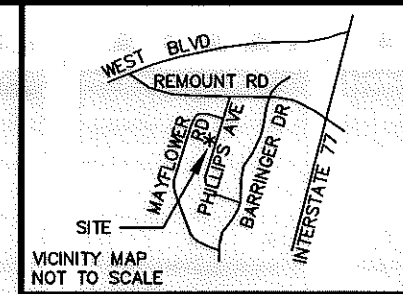 WEST BLVD
REMOUNT RD
MAYFLOWER RD
PHILLIPS AVE
BARRINGER DR
INTERSTATE 77
SITE
VICINITY MAP
NOT TO SCALE